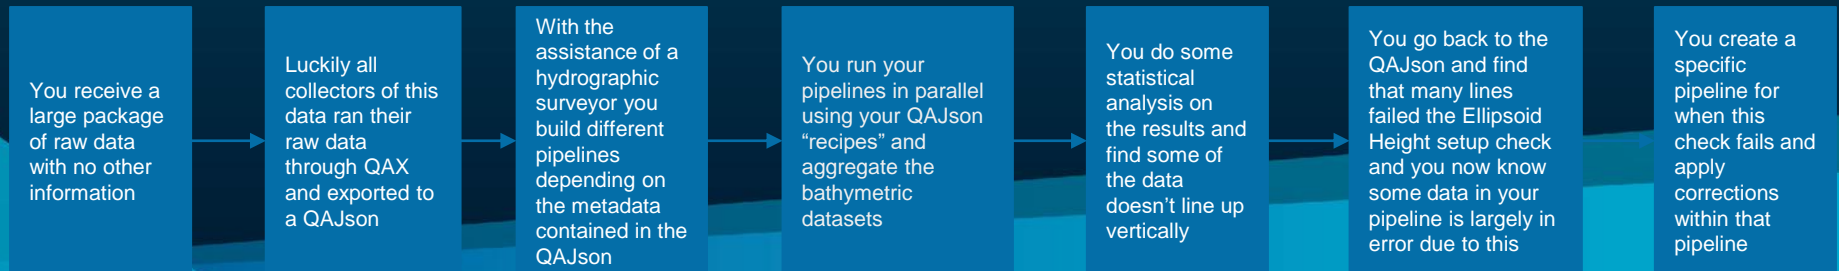 You receive a
large package
of raw data
with no other
information
Luckily all
collectors of this
data ran their
raw data
through QAX
and exported to
a QAJson
With the
assistance of a
hydrographic
surveyor you
build different
pipelines
depending on
the metadata
contained in the
QAJson
You run your
pipelines in parallel
using your QAJson
“recipes” and
aggregate the
bathymetric
datasets
You do some
statistical
analysis on
the results and
find some of
the data
doesn’t line up
vertically
You go back to the
QAJson and find
that many lines
failed the Ellipsoid
Height setup check
and you now know
some data in your
pipeline is largely in
error due to this
You create a
specific
pipeline for
when this
check fails and
apply
corrections
within that
pipeline